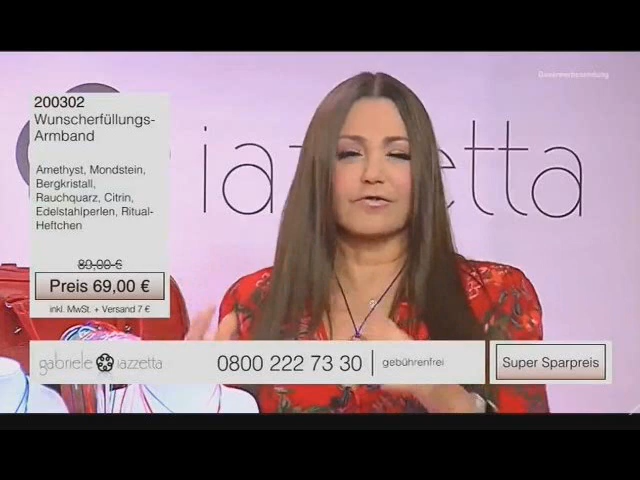 Dauerwerbesendung
200302
Wunscherfüllungs-
Armband
Amethyst, Mondstein,
Bergkristall,
Rauchquarz, Citrin,
Edelstahlperlen, Ritual-
Heftchen
89,00 €
Preis 69,00 €
inkl. MwSt. + Versand 7 €
iazzetta
gabriele iazzetta
0800 222 73 30
gebührenfrei
Super Sparpreis